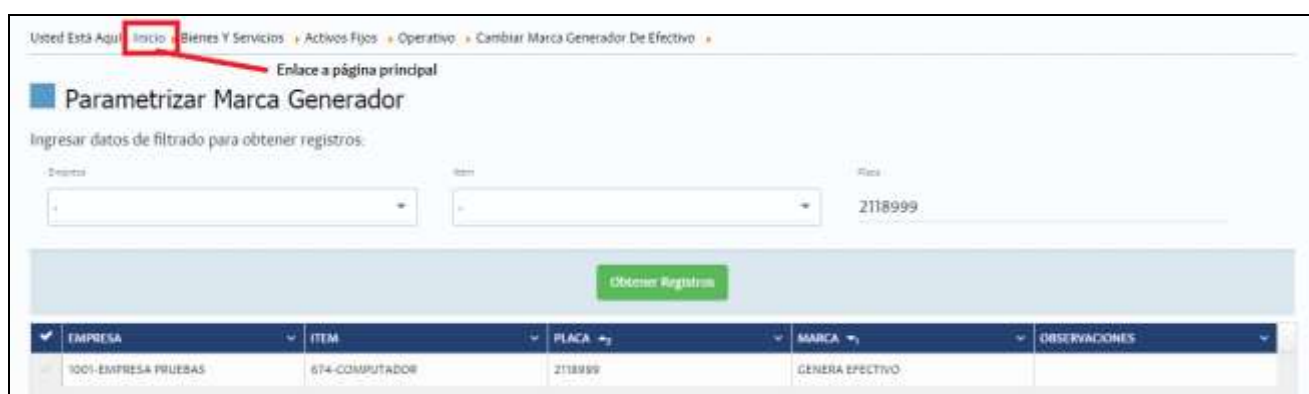 Usted Está Aquí Inicio Bienes Y Servicios Activos Fijos Operativo Cambiar Marca Generador De Efectivo
Enlace a página principal
Parametrizar Marca Generador
Ingresar datos de filtrado para obtener registros:
Empresa Item Placa
- - 2118999
Obtener Registros
EMPRESA ITEM PLACA 2 MARCA 1 OBSERVACIONES
1001-EMPRESA PRUEBAS 674-COMPUTADOR 2118999 GENERA EFECTIVO